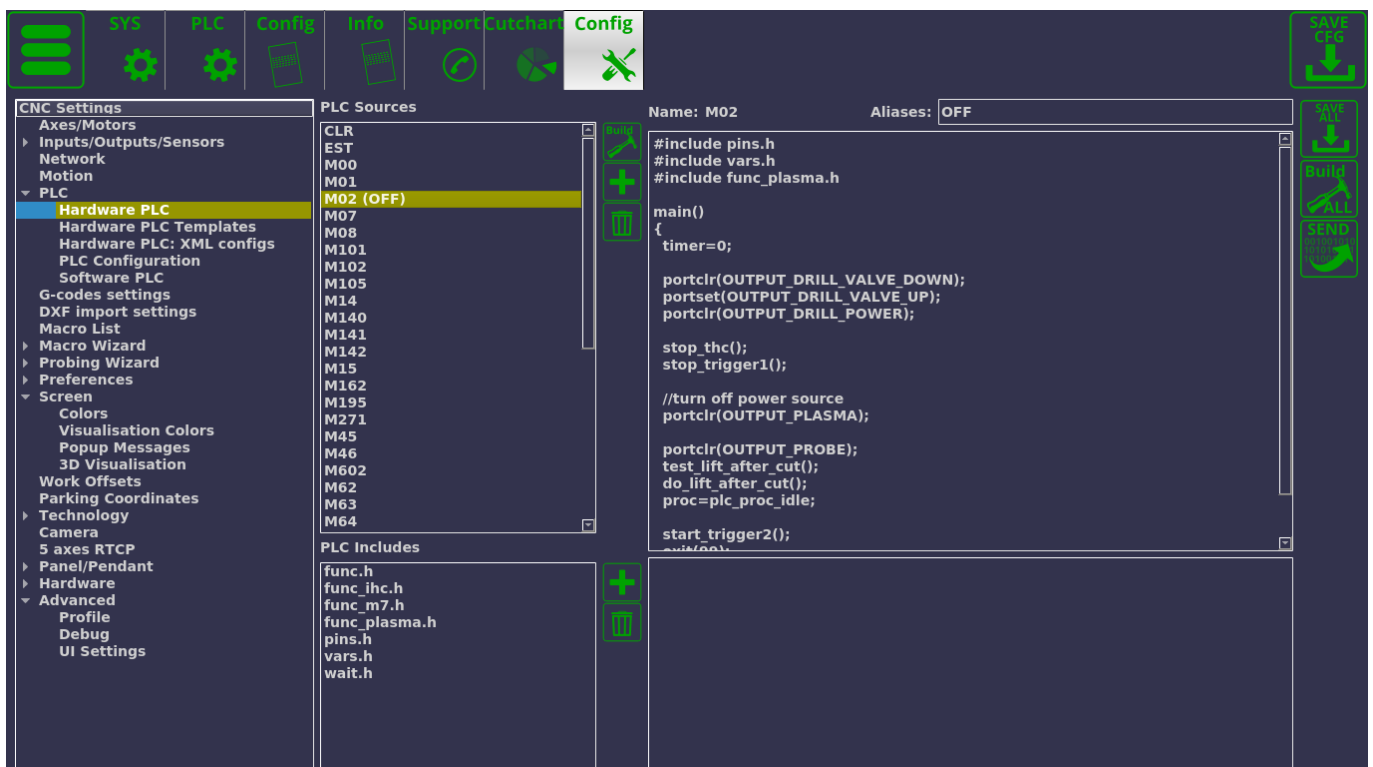 SYS
PLC
Config
Info
Support
Cutchart
Config
SAVE
CFG
CNC Settings
Axes/Motors
Inputs/Outputs/Sensors
Network
Motion
PLC
Hardware PLC
Hardware PLC Templates
Hardware PLC: XML configs
PLC Configuration
Software PLC
G-codes settings
DXF import settings
Macro List
Macro Wizard
Probing Wizard
Preferences
Screen
Colors
Visualisation Colors
Popup Messages
3D Visualisation
Work Offsets
Parking Coordinates
Technology
Camera
5 axes RTCP
Panel/Pendant
Hardware
Advanced
Profile
Debug
UI Settings
PLC Sources
CLR
EST
M00
M01
M02 (OFF)
M07
M08
M101
M102
M105
M14
M140
M141
M142
M15
M162
M195
M271
M45
M46
M602
M62
M63
M64
Build
PLC Includes
func.h
func_ihc.h
func_m7.h
func_plasma.h
pins.h
vars.h
wait.h
Name: M02
Aliases: OFF
#include pins.h
#include vars.h
#include func_plasma.h
main()
{
timer=0;
portclr(OUTPUT_DRILL_VALVE_DOWN);
portset(OUTPUT_DRILL_VALVE_UP);
portclr(OUTPUT_DRILL_POWER);
stop_thc();
stop_trigger1();
//turn off power source
portclr(OUTPUT_PLASMA);
portclr(OUTPUT_PROBE);
test_lift_after_cut();
do_lift_after_cut();
proc=plc_proc_idle;
start_trigger2();
exit(99);
SAVE
ALL
Build
ALL
SEND